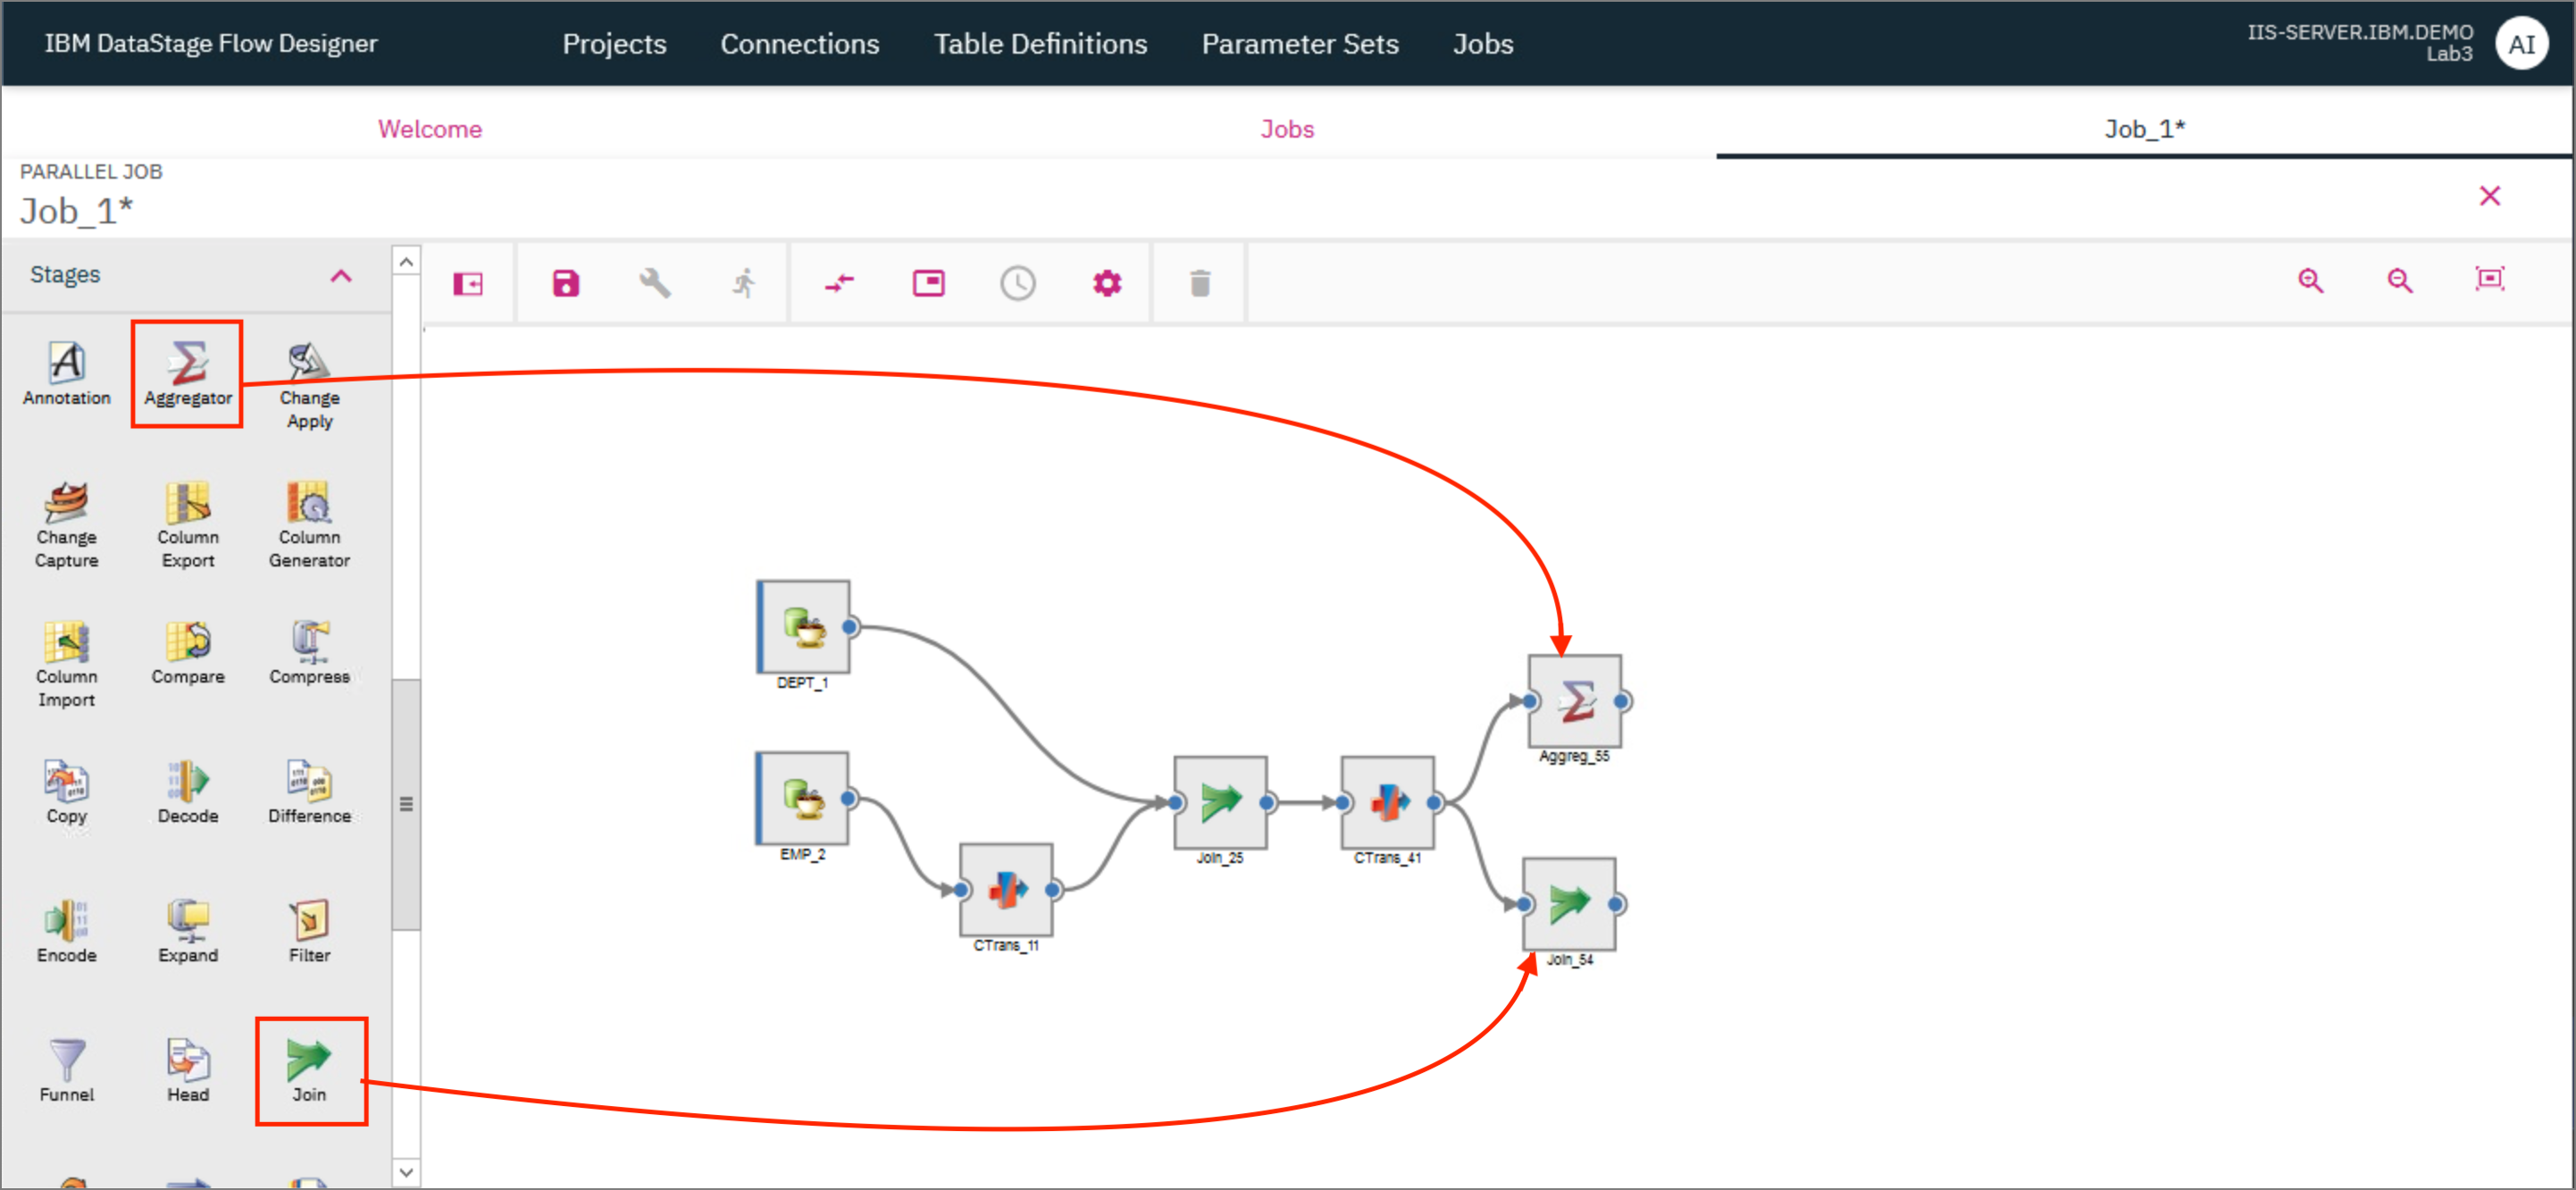 IBM DataStage Flow Designer
Projects
Connections
Table Definitions
Parameter Sets
Jobs
IIS-SERVER.IBM.DEMO
Lab3
AI
Welcome
Jobs
Job_1*
PARALLEL JOB
Job_1*
Stages
Annotation
Aggregator
Change
Apply
Change
Capture
Column
Export
Column
Generator
Column
Import
Compare
Compress
Copy
Decode
Difference
Encode
Expand
Filter
Funnel
Head
Join
DEPT_1
EMP_2
CTrans_11
Join_25
CTrans_41
Aggreg_55
Join_54